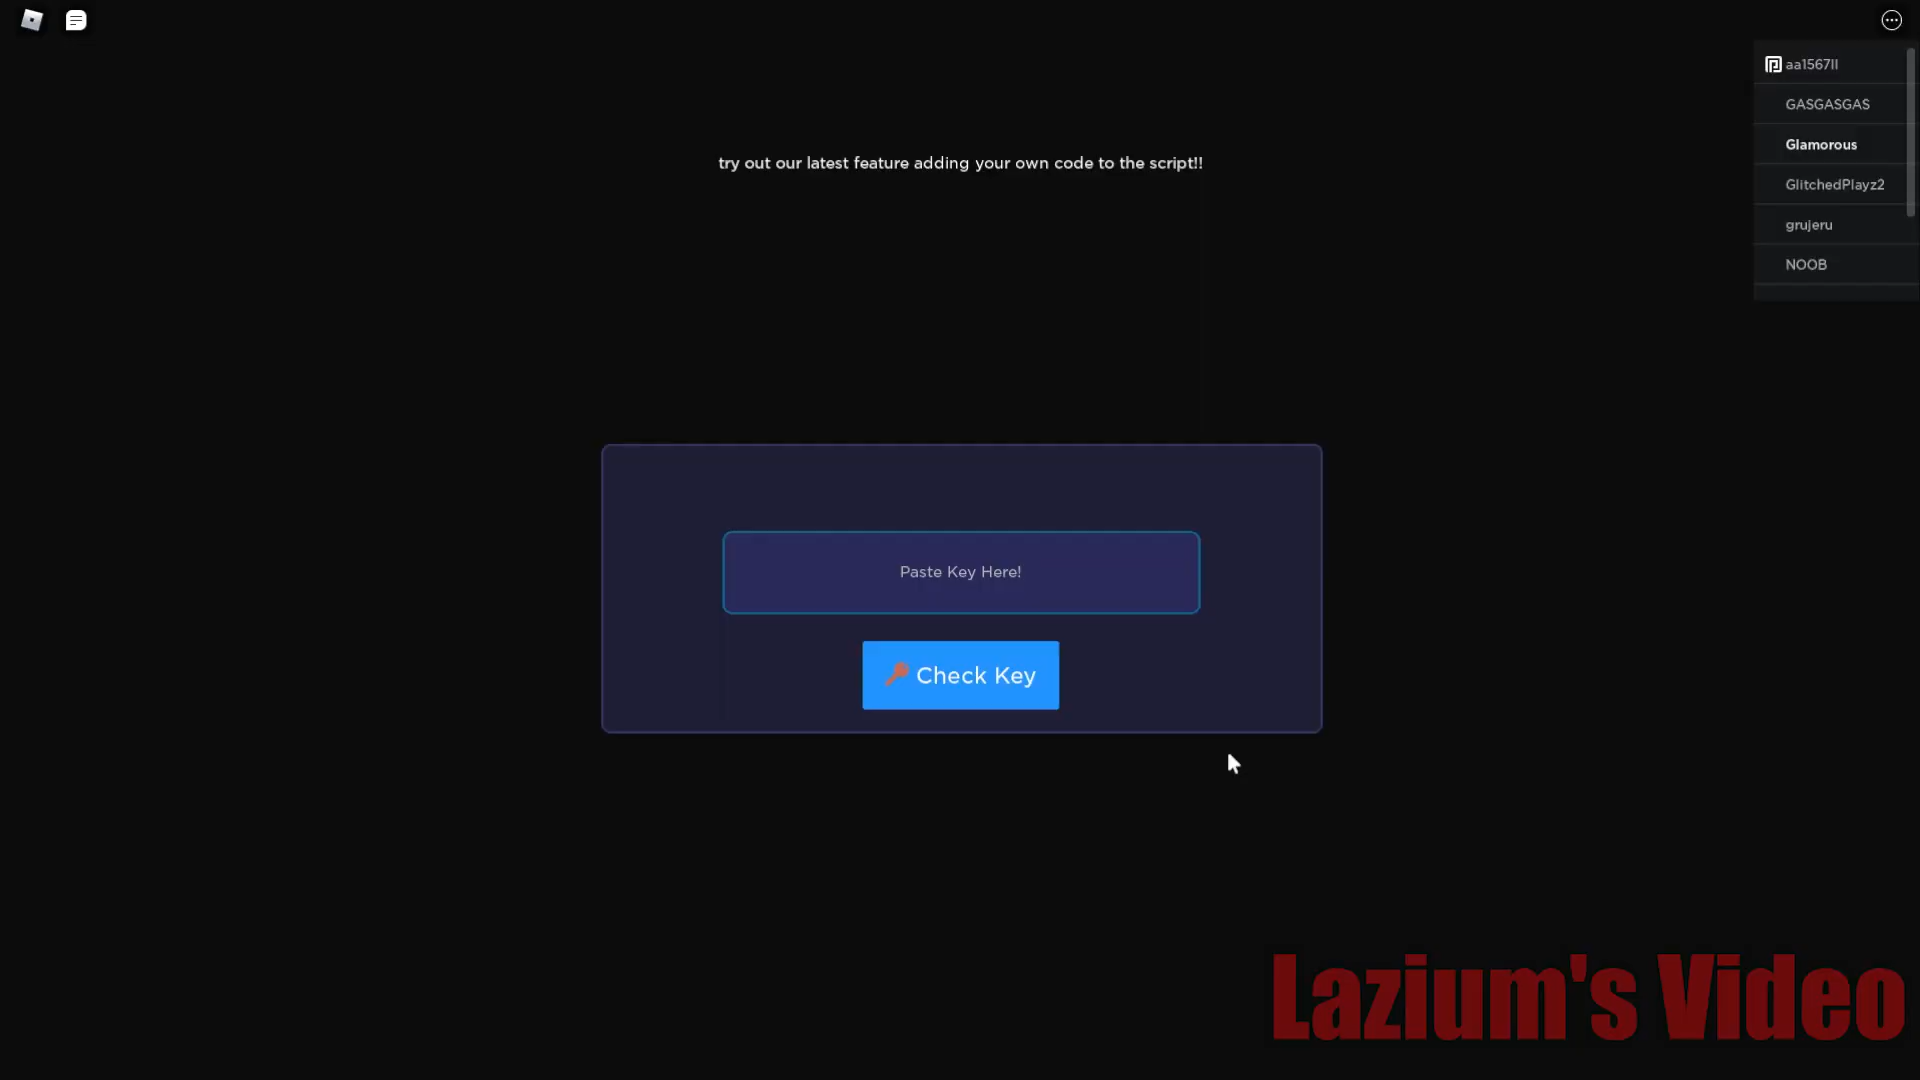 aa1567ll
GASGASGAS
Glamorous
GlitchedPlayz2
grujeru
NOOB
try out our latest feature adding your own code to the script!!
Paste Key Here!
Check Key
Lazium's Video